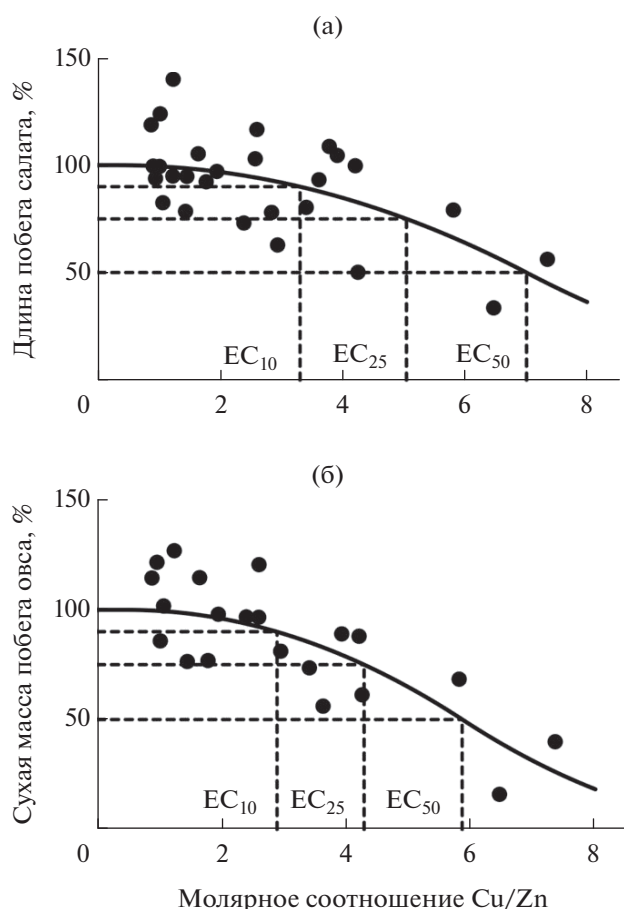 (а)
Длина побега салата, %
150
100
50
EC10 EC25 EC50
0 2 4 6 8
(б)
Сухая масса побега овса, %
150
100
50
EC10 EC25 EC50
0 2 4 6 8
Молярное соотношение Cu/Zn